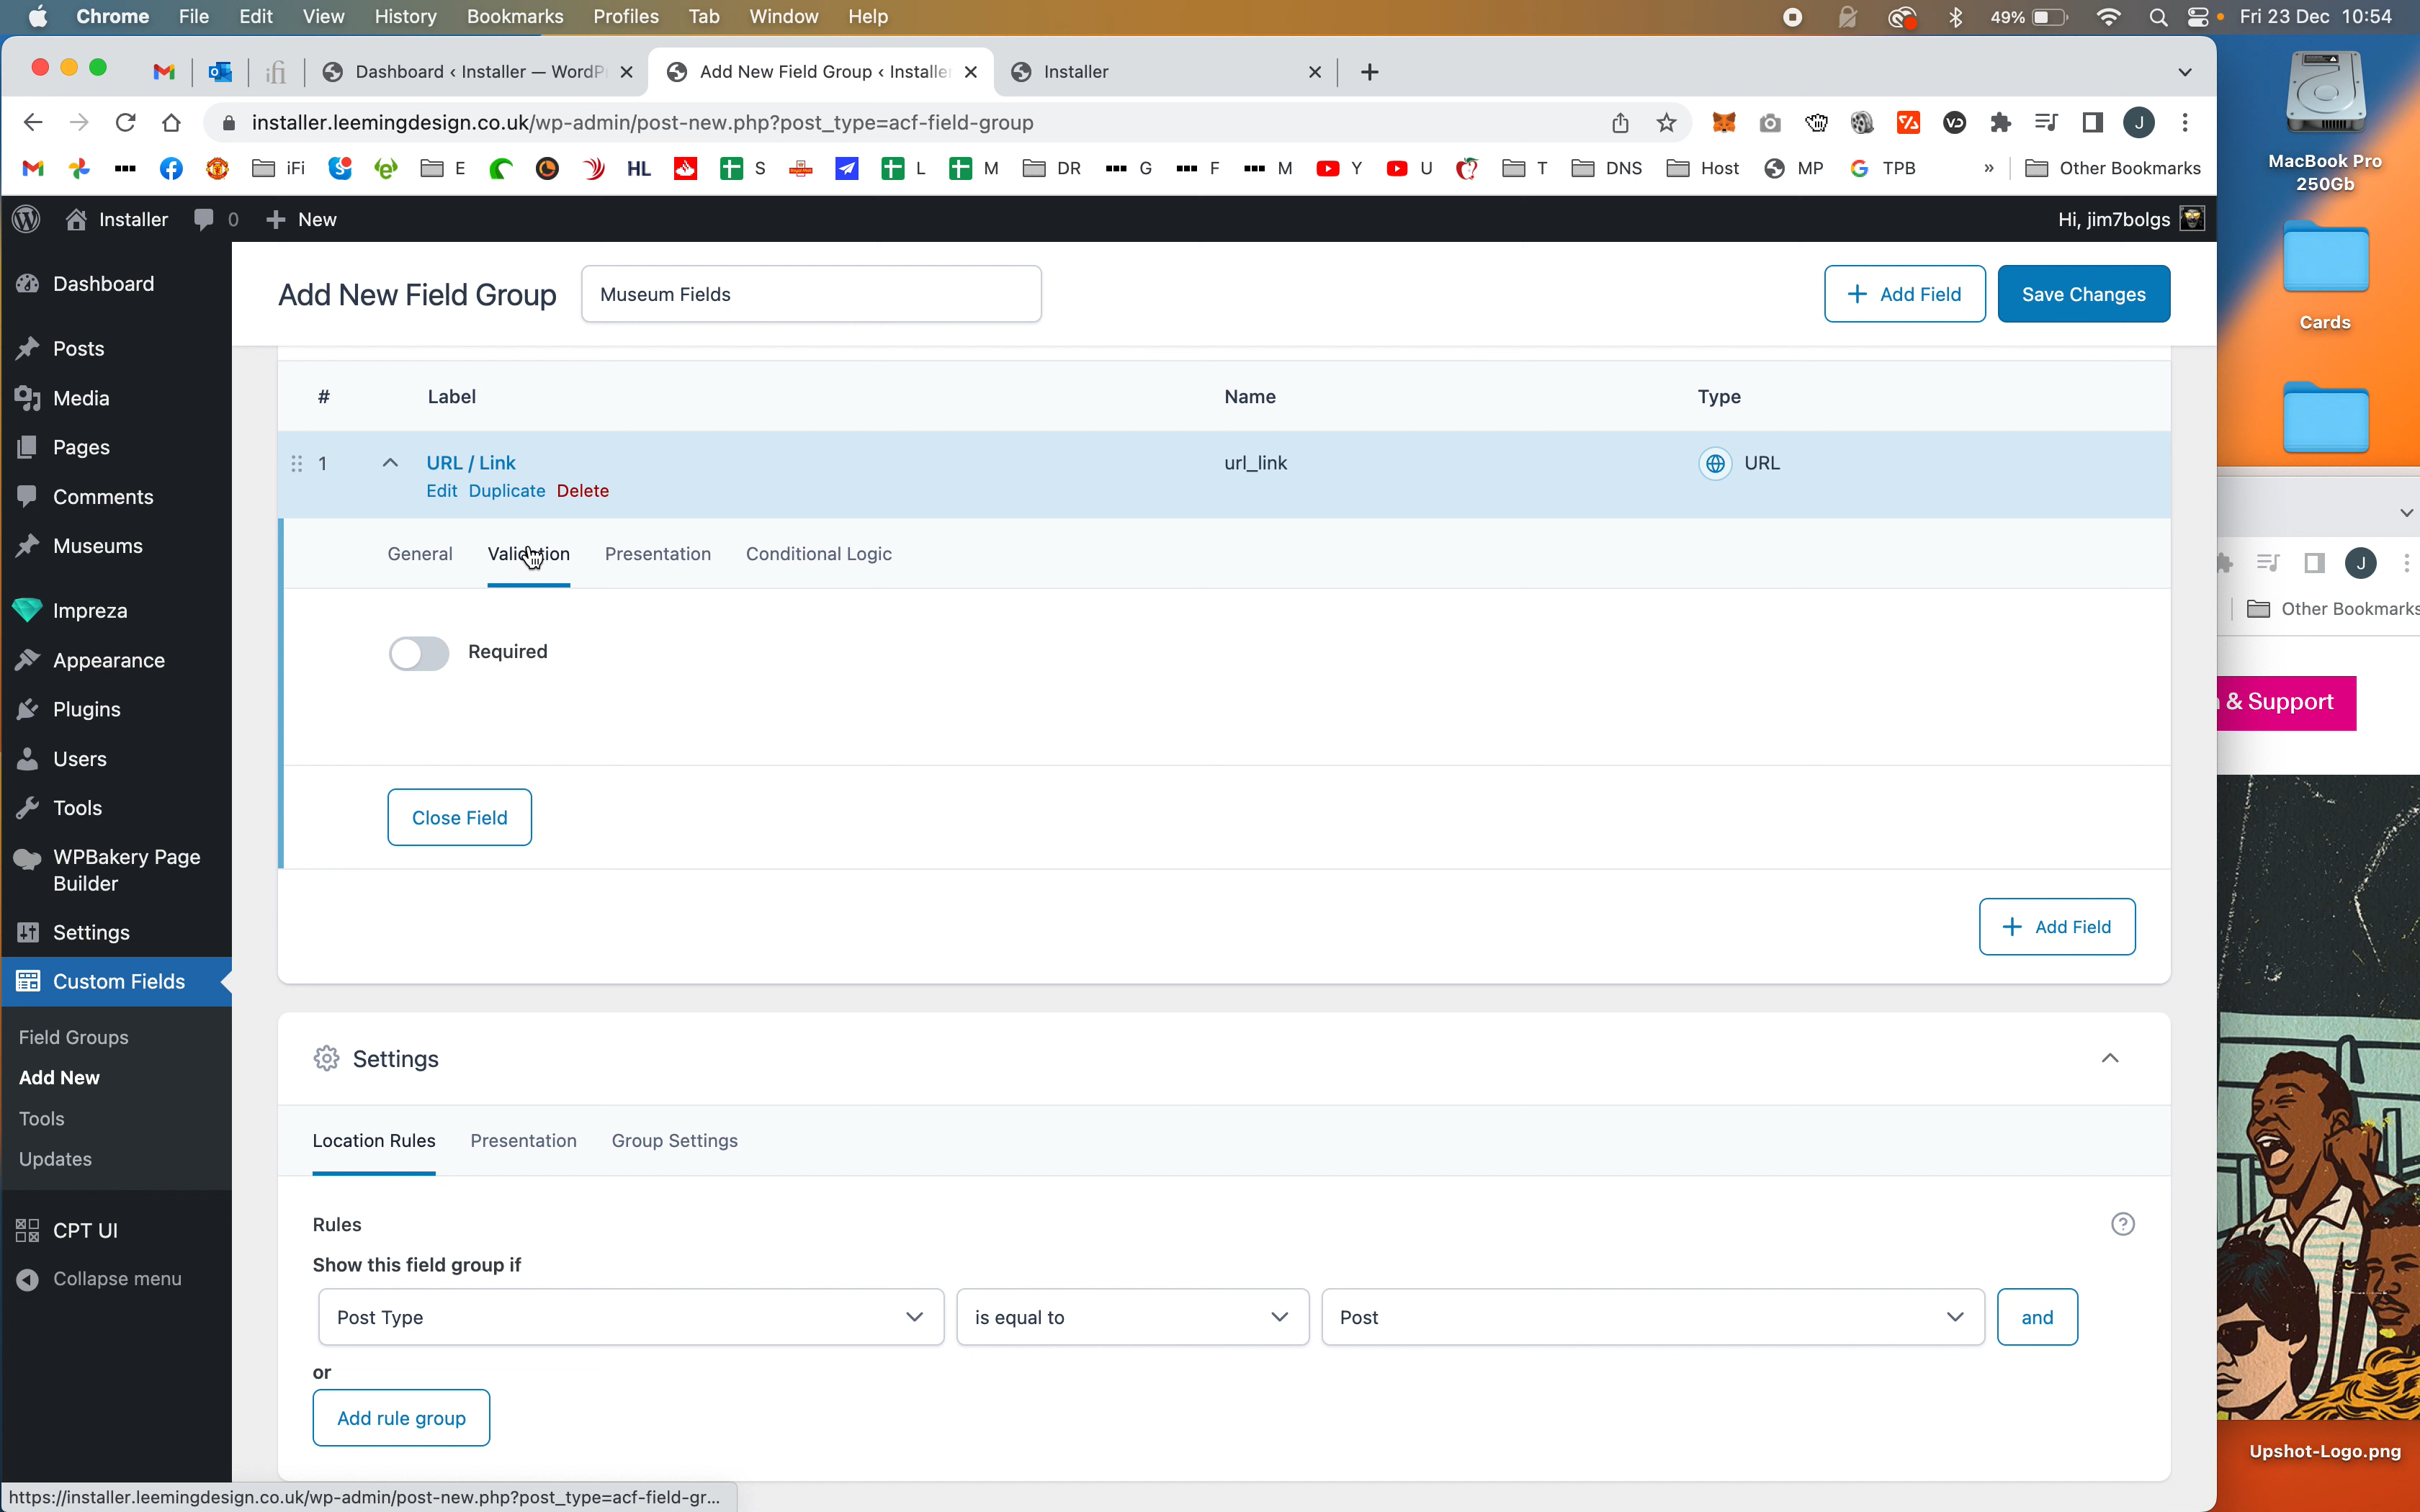 Chrome File Edit View History Bookmarks Profiles Tab Window Help 49% Fri 23 Dec 10:54
ifi Dashboard ‹ Installer — WordP Add New Field Group ‹ Installe Installer
installer.leemingdesign.co.uk/wp-admin/post-new.php?post_type=acf-field-group J
iFi E HL S L M DR G F M Y U T DNS Host MP TPB » Other Bookmarks
MacBook Pro
250Gb
Cards
Installer 0 New Hi, jim7bolgs
Dashboard
Posts
Media
Pages
Comments
Museums
Impreza
Appearance
Plugins
Users
Tools
WPBakery Page
Builder
Settings
Custom Fields
Field Groups
Add New
Tools
Updates
CPT UI
Collapse menu
Add New Field Group Museum Fields + Add Field Save Changes
# Label Name Type
1 URL / Link url_link URL
Edit Duplicate Delete
General Validation Presentation Conditional Logic
Required
Close Field
+ Add Field
Settings
Location Rules Presentation Group Settings
Rules
Show this field group if
Post Type is equal to Post and
or
Add rule group
https://installer.leemingdesign.co.uk/wp-admin/post-new.php?post_type=acf-field-gr...
J
Other Bookmarks
& Support
Upshot-Logo.png